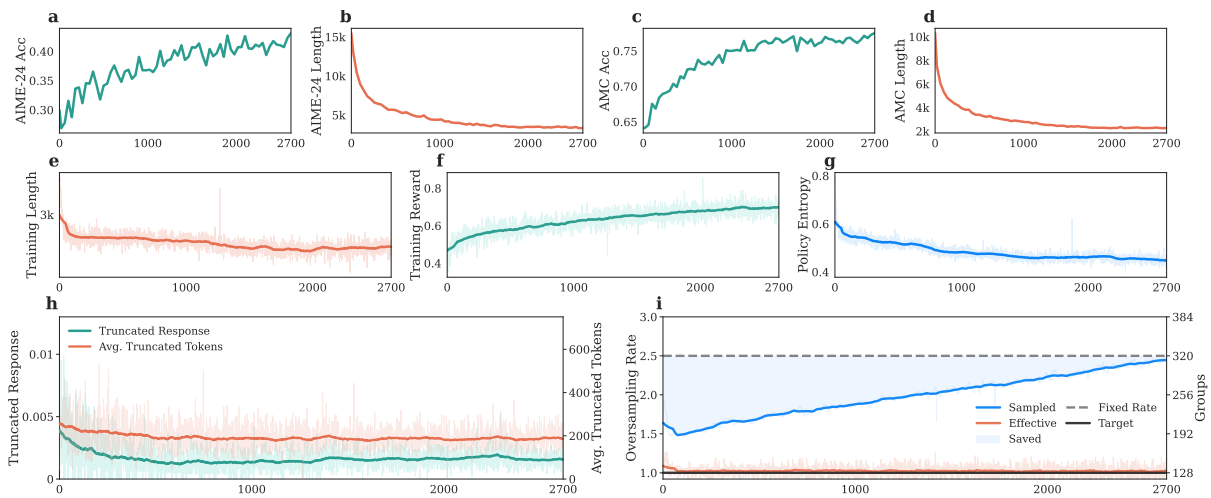 a
AIME-24 Acc
0.40
0.35
0.30
0
1000
2000
2700
b
AIME-24 Length
15k
10k
5k
0
1000
2000
2700
c
AMC Acc
0.75
0.70
0.65
0
1000
2000
2700
d
AMC Length
10k
8k
6k
4k
2k
0
1000
2000
2700
e
Training Length
3k
0
1000
2000
2700
f
Training Reward
0.8
0.6
0.4
0
1000
2000
2700
g
Policy Entropy
0.8
0.6
0.4
0
1000
2000
2700
h
Truncated Response
0.01
0.005
0
Truncated Response
Avg. Truncated Tokens
600
400
200
0
Avg. Truncated Tokens
0
1000
2000
2700
i
Oversampling Rate
3.0
2.5
2.0
1.5
1.0
Sampled
Effective
Saved
Fixed Rate
Target
384
320
256
192
128
Groups
0
1000
2000
2700